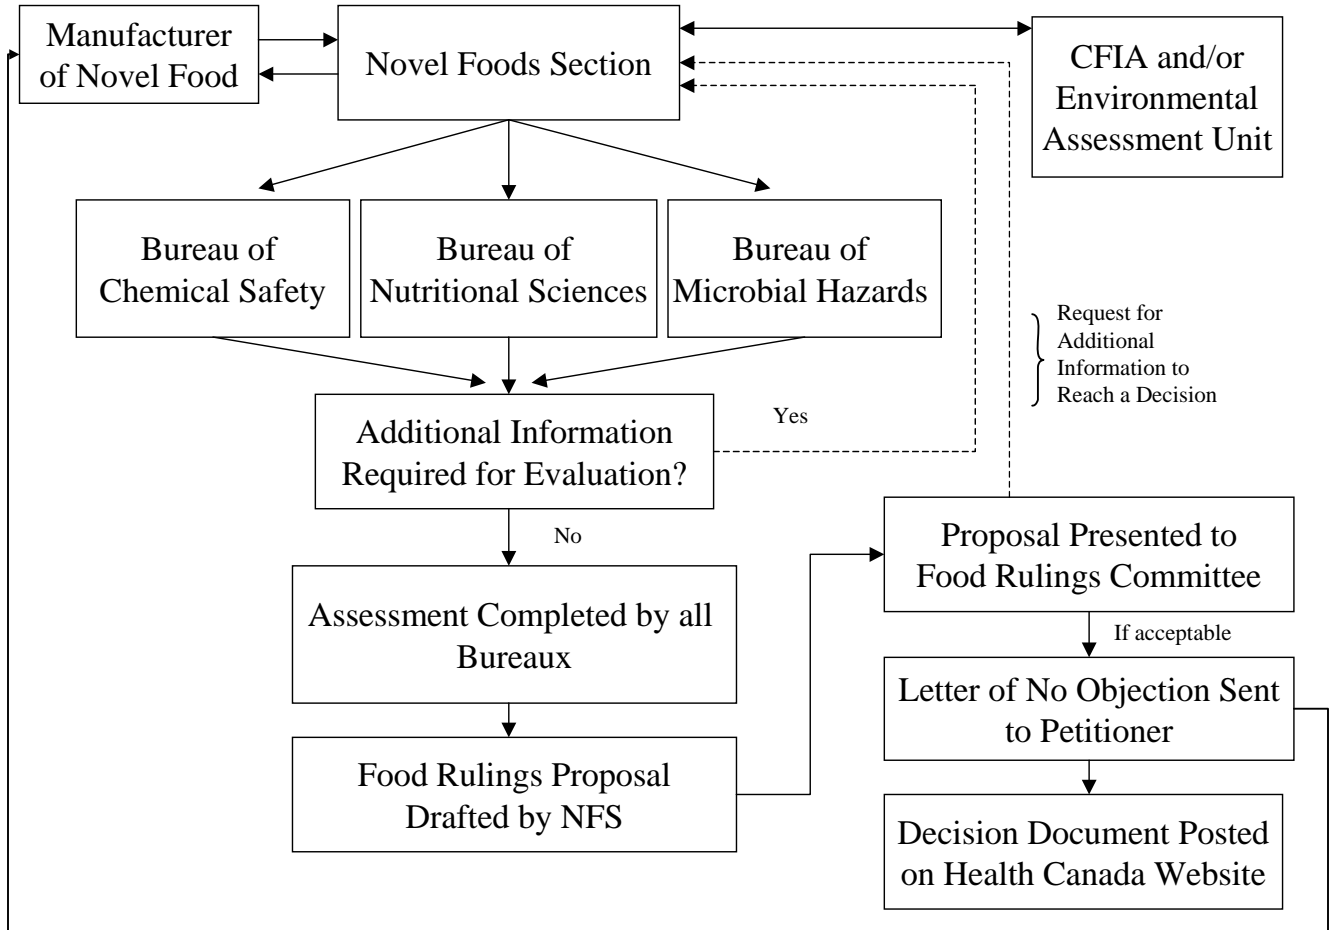 Manufacturer
of Novel Food
Novel Foods Section
CFIA and/or
Environmental
Assessment Unit
Bureau of
Chemical Safety
Bureau of
Nutritional Sciences
Bureau of
Microbial Hazards
Request for
Additional
Information to
Reach a Decision
Additional Information
Required for Evaluation?
Yes
No
Proposal Presented to
Food Rulings Committee
Assessment Completed by all
Bureaux
If acceptable
Letter of No Objection Sent
to Petitioner
Food Rulings Proposal
Drafted by NFS
Decision Document Posted
on Health Canada Website